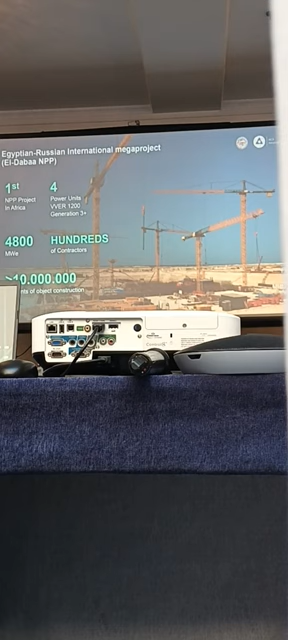 Egyptian-Russian International megaproject
(El-Dabaa NPP)
1st
NPP Project
In Africa
4
Power Units
VVER 1200
Generation 3+
4800
MWe
HUNDREDS
of Contractors
10.000.000
nts of object construction